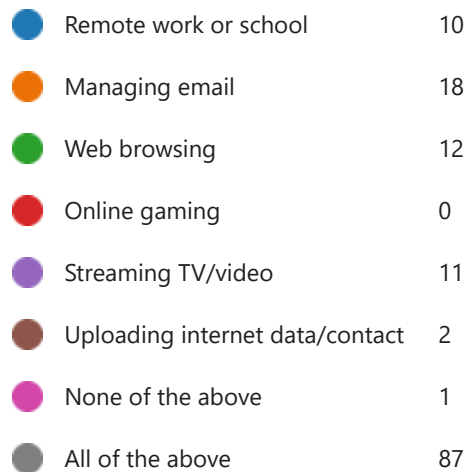 Remote work or school 10
Managing email 18
Web browsing 12
Online gaming 0
Streaming TV/video 11
Uploading internet data/contact 2
None of the above 1
All of the above 87